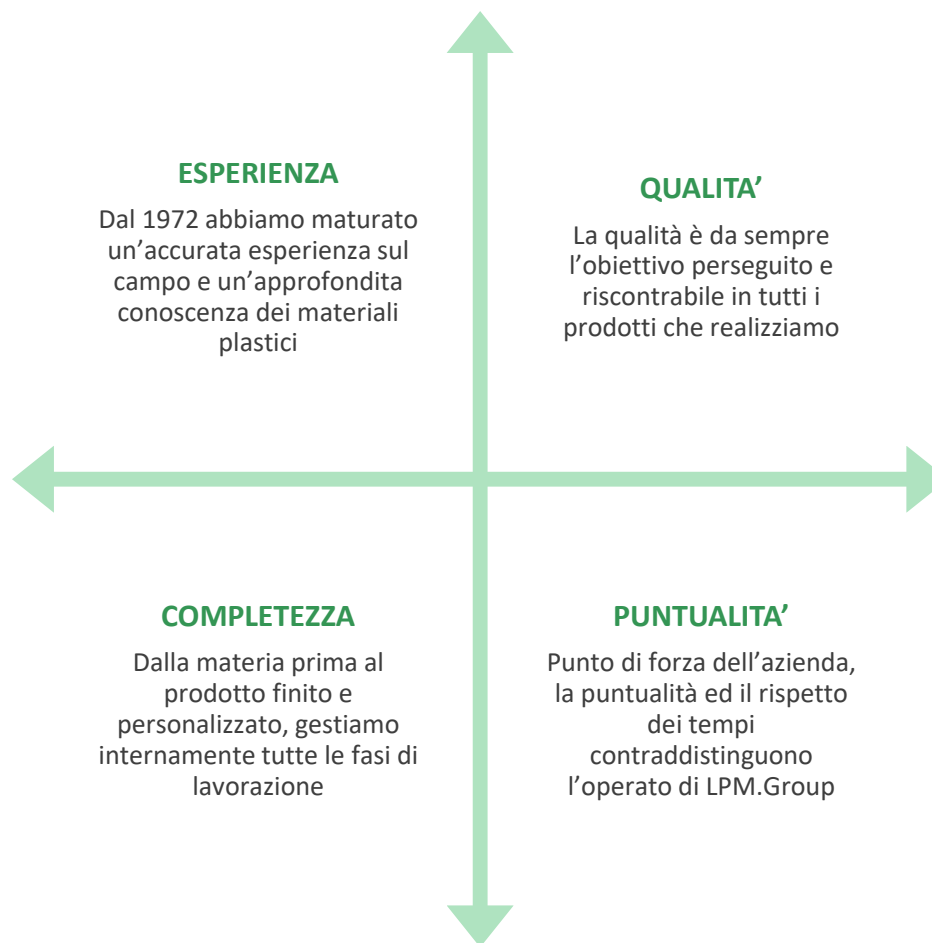 ESPERIENZA
Dal 1972 abbiamo maturato
un’accurata esperienza sul
campo e un’approfondita
conoscenza dei materiali
plastici
QUALITA’
La qualità è da sempre
l’obiettivo perseguito e
riscontrabile in tutti i
prodotti che realizziamo
COMPLETEZZA
Dalla materia prima al
prodotto finito e
personalizzato, gestiamo
internamente tutte le fasi di
lavorazione
PUNTUALITA’
Punto di forza dell’azienda,
la puntualità ed il rispetto
dei tempi
contraddistinguono
l’operato di LPM.Group